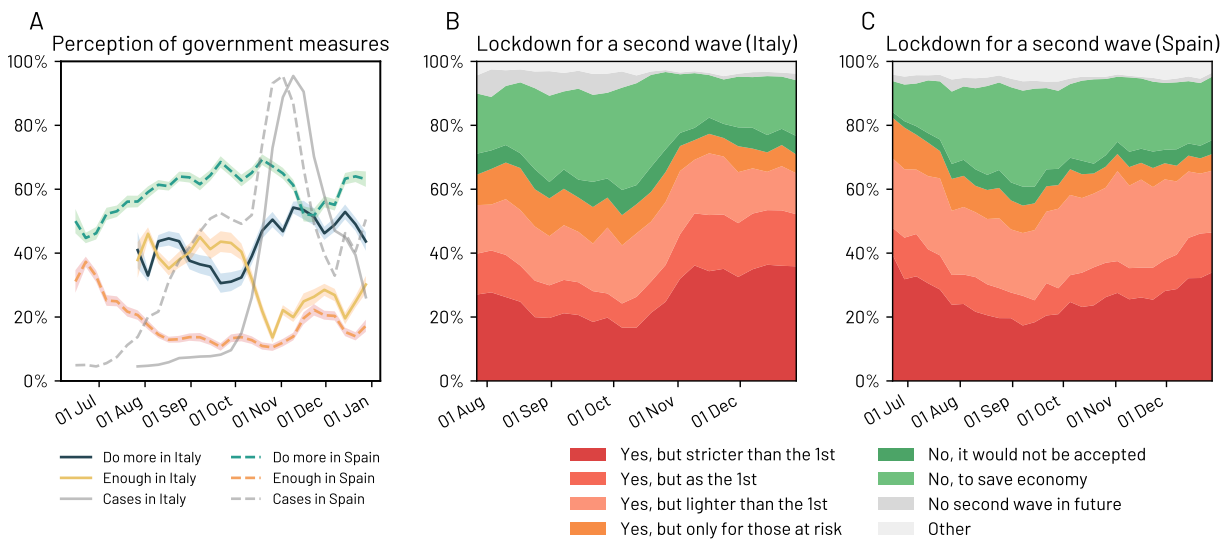 A
Perception of government measures
100%
80%
60%
40%
20%
0%
01 Jul
01 Aug
01 Sep
01 Oct
01 Nov
01 Dec
01 Jan
Do more in Italy
Enough in Italy
Cases in Italy
Do more in Spain
Enough in Spain
Cases in Spain
B
Lockdown for a second wave (Italy)
100%
80%
60%
40%
20%
0%
01 Aug
01 Sep
01 Oct
01 Nov
01 Dec
C
Lockdown for a second wave (Spain)
100%
80%
60%
40%
20%
0%
01 Jul
01 Aug
01 Sep
01 Oct
01 Nov
01 Dec
Yes, but stricter than the 1st
Yes, but as the 1st
Yes, but lighter than the 1st
Yes, but only for those at risk
No, it would not be accepted
No, to save economy
No second wave in future
Other